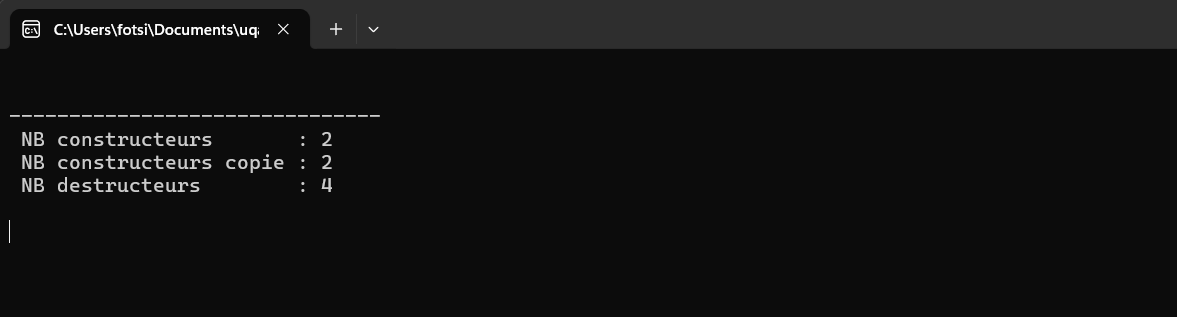 C:\Users\fotsi\Documents\uq
-------------------------------
NB constructeurs       : 2
NB constructeurs copie : 2
NB destructeurs        : 4